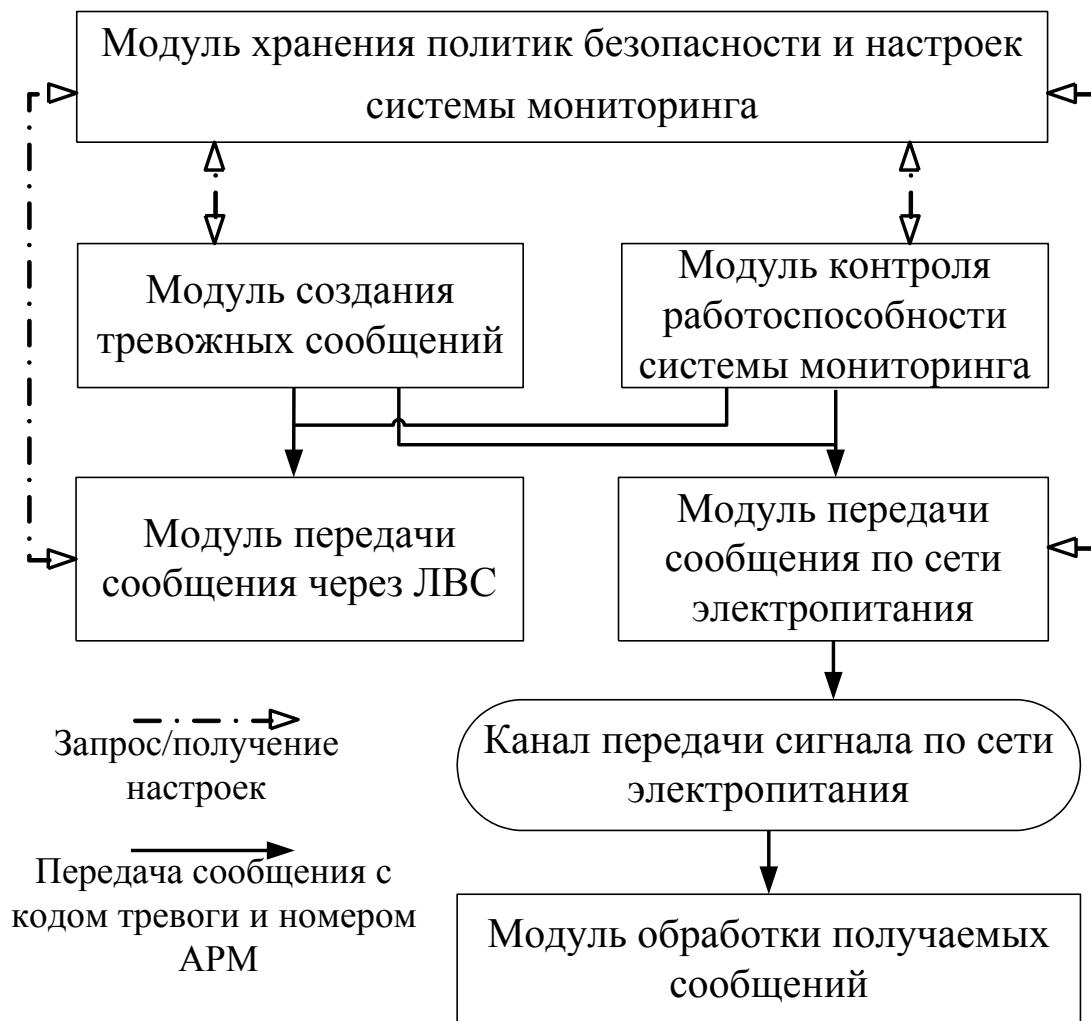 Модуль хранения политик безопасности и настроек
системы мониторинга
Модуль создания
тревожных сообщений
Модуль контроля
работоспособности
системы мониторинга
Модуль передачи
сообщения через ЛВС
Модуль передачи
сообщения по сети
электропитания
Запрос/получение
настроек
Канал передачи сигнала по сети
электропитания
Передача сообщения с
кодом тревоги и номером
АРМ
Модуль обработки получаемых
сообщений